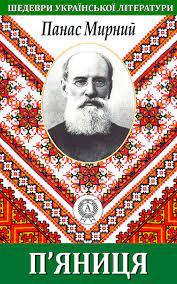 ШЕДЕВРИ УКРАЇНСЬКОЇ ЛІТЕРАТУРИ
Панас Мирний
П'ЯНИЦЯ